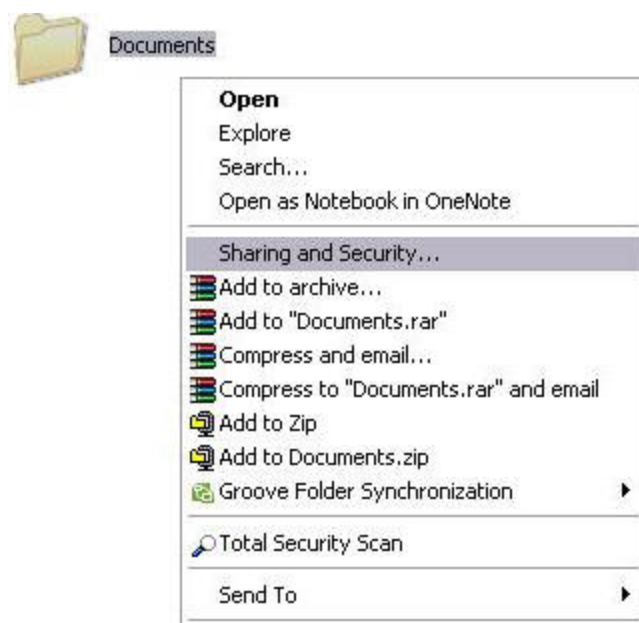 Documents
Open
Explore
Search...
Open as Notebook in OneNote
Sharing and Security...
Add to archive...
Add to "Documents.rar"
Compress and email...
Compress to "Documents.rar" and email
Add to Zip
Add to Documents.zip
Groove Folder Synchronization
Total Security Scan
Send To